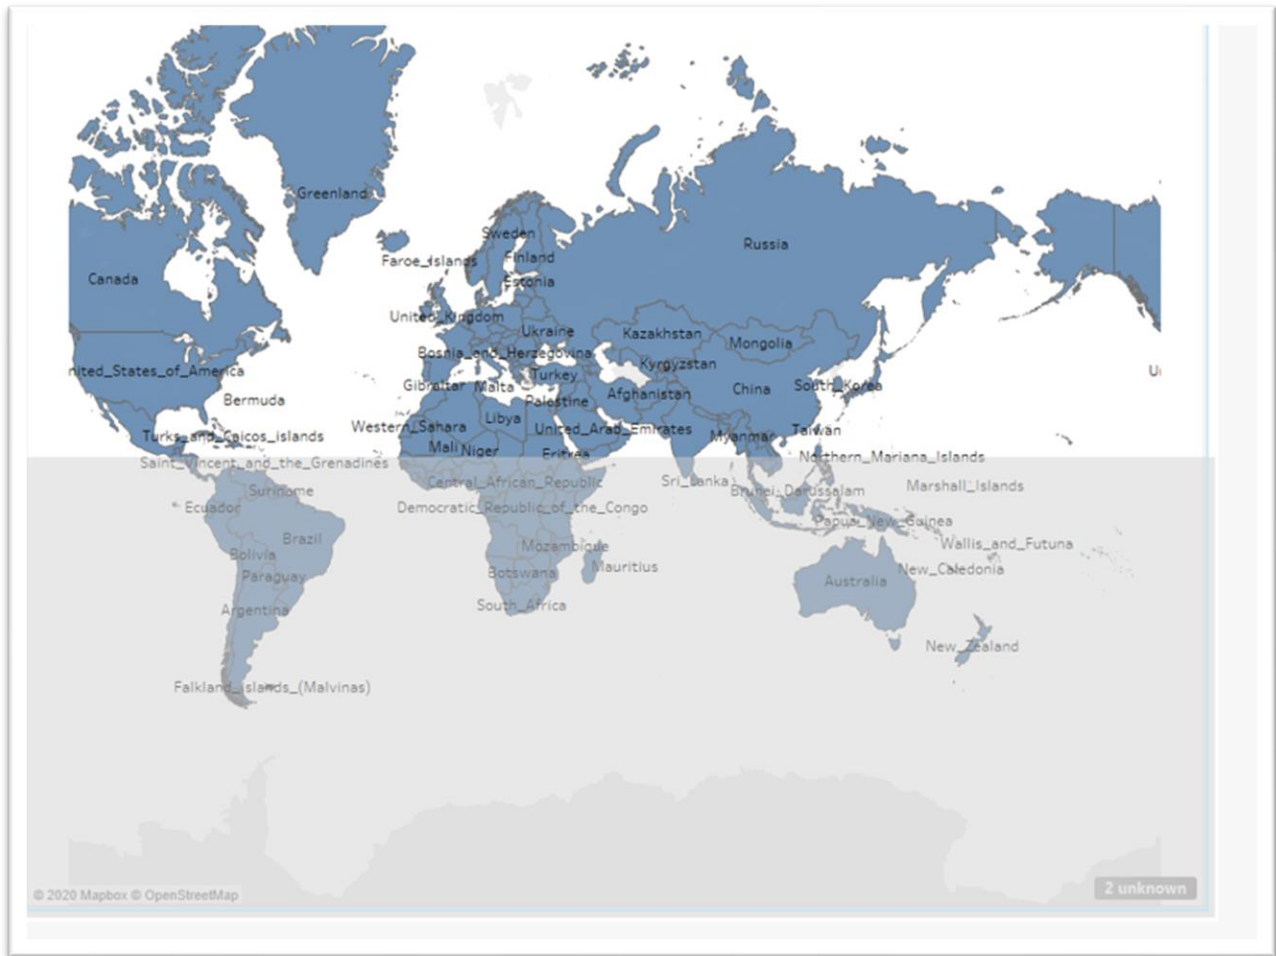 Greenland
Sweden
Russia
Faroe_Islands
Finland
Canada
Estonia
United_Kingdom
Ukraine
Kazakhstan
Mongolia
Bosnia_and_Herzegovina
Kyrgyzstan
nited_States_of_America
Turkey
U
Gibraltar
Malta
China
South_Korea
Afghanistan
Bermuda
Palestine
Libya
Western_Sahara
United_Arab_Emirates
Taiwan
Turks_and_Caicos_islands
Myanmar
Mali
Niger
Eritrea
Northern_Mariana_Islands
Saint_Vincent_and_the_Grenadines
Central_African_Republic
Sri_Lanka
Marshall_Islands
Suriname
Brunei_Darussalam
Ecuador
Democratic_Republic_of_the_Congo
Papua_New_Guinea
Brazil
Mozambique
Wallis_and_Futuna
Bolivia
Mauritius
New_Caledonia
Paraguay
Botswana
Australia
Argentina
South_Africa
New_Zealand
Falkland_Islands_(Malvinas)
2 unknown
© 2020 Mapbox © OpenStreetMap